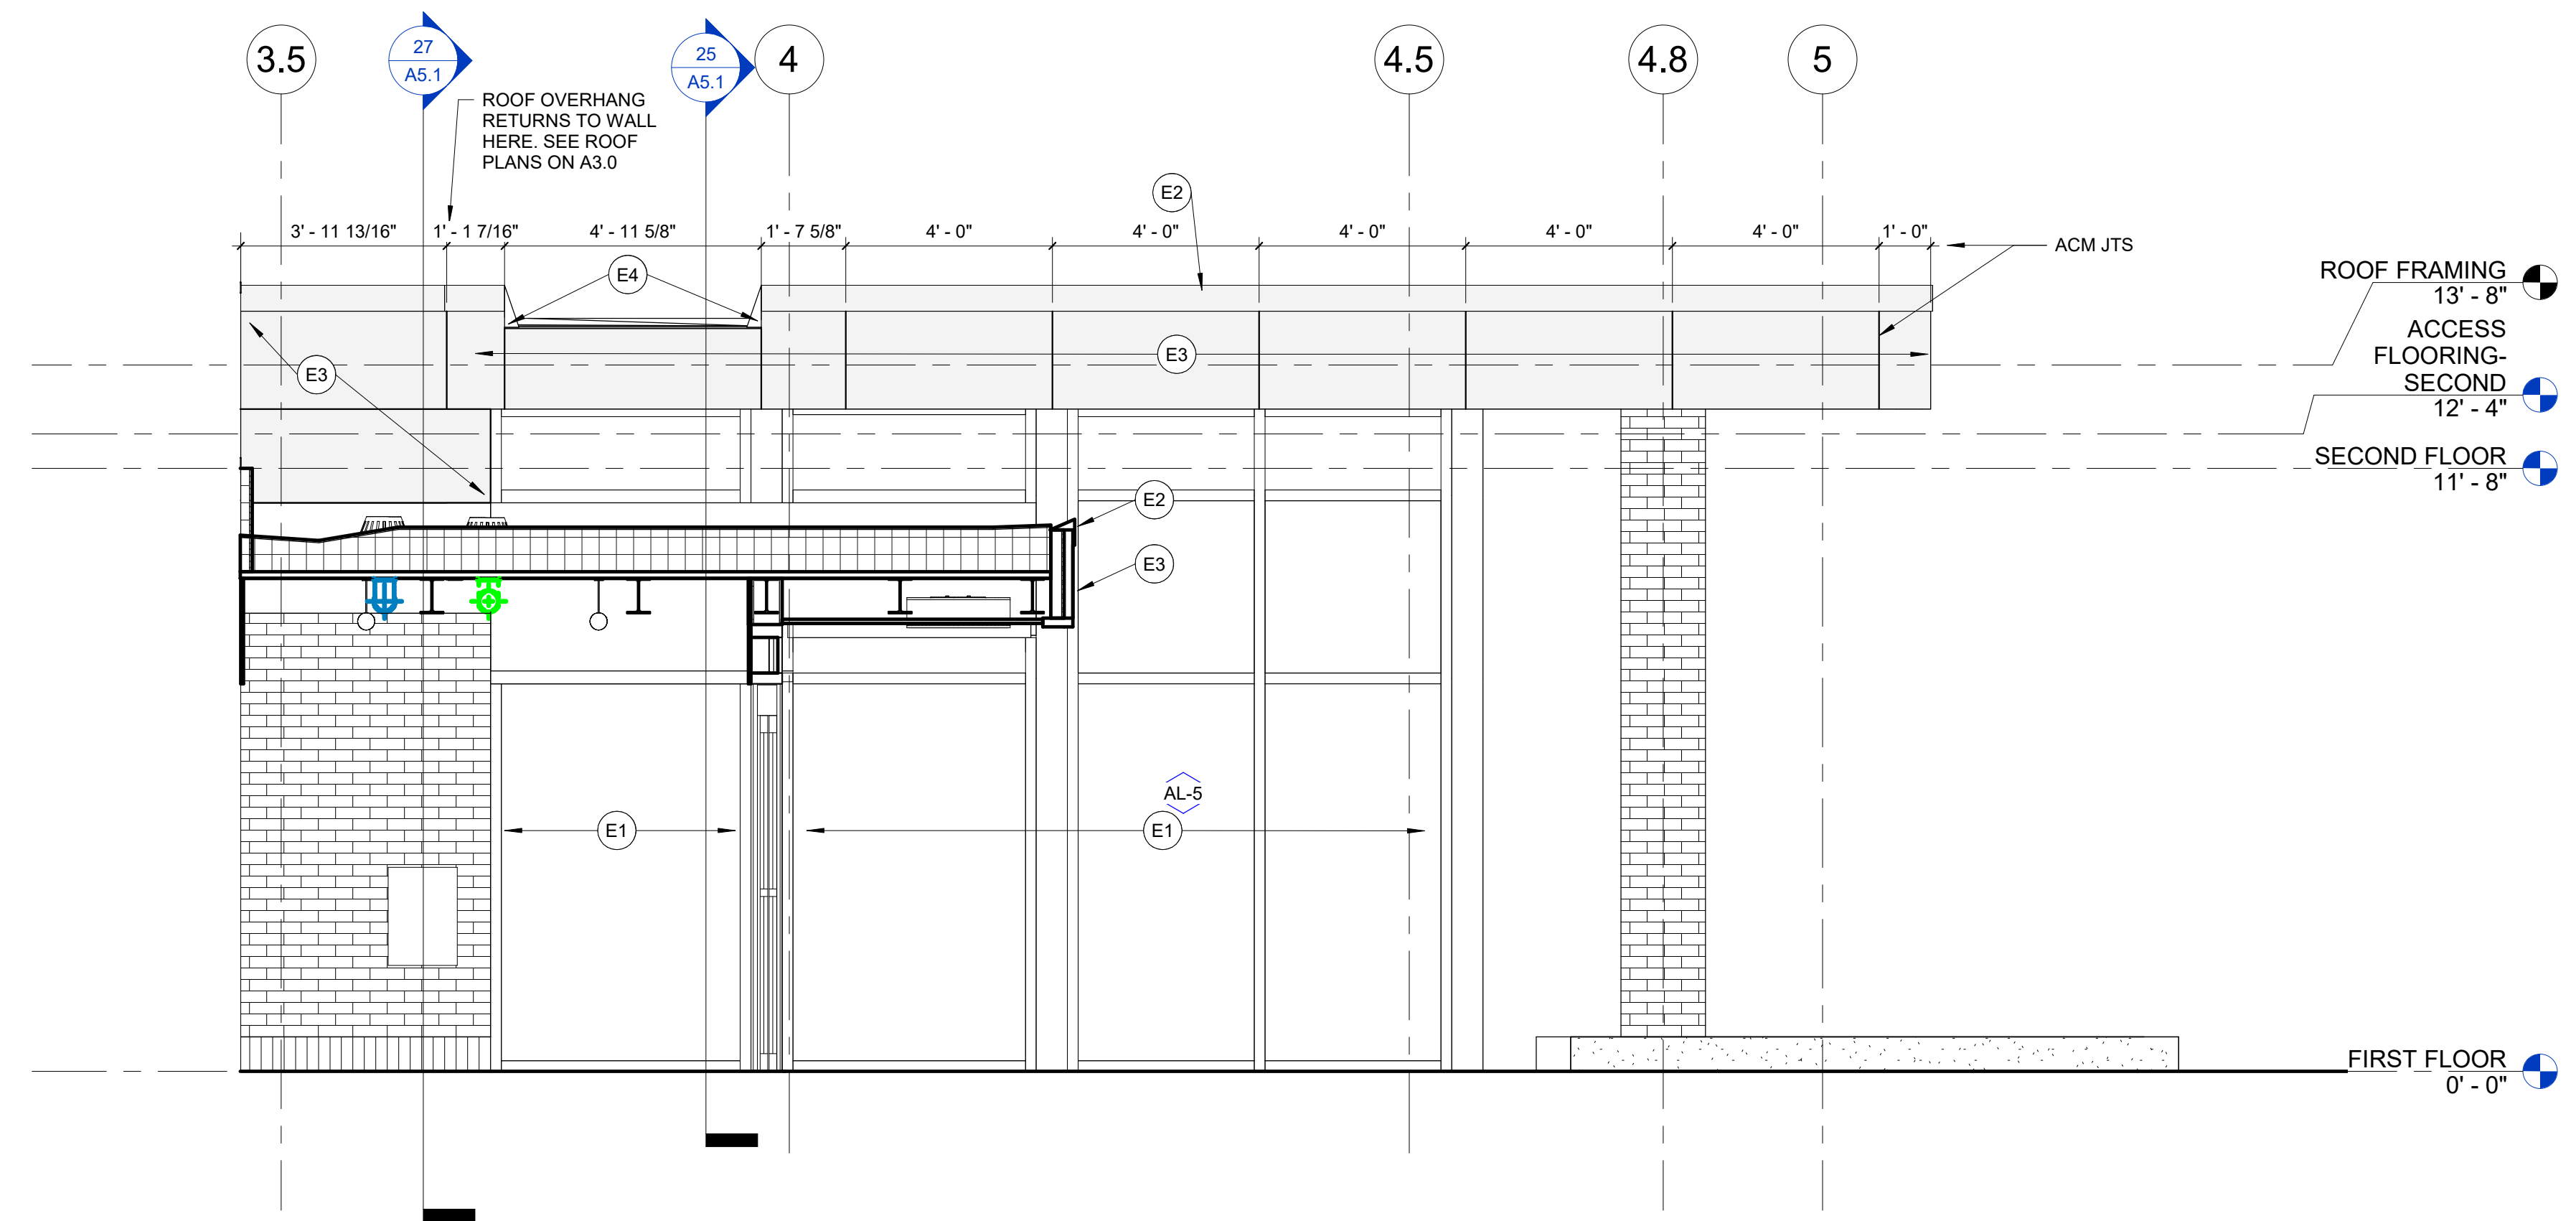 3.5
27
A5.1
25
A5.1
4
4.5
4.8
5
ROOF OVERHANG
RETURNS TO WALL
HERE. SEE ROOF
PLANS ON A3.0
E2
3' - 11 13/16"
1' - 1 7/16"
4' - 11 5/8"
1' - 7 5/8"
4' - 0"
4' - 0"
4' - 0"
4' - 0"
4' - 0"
1' - 0"
ACM JTS
E4
ROOF FRAMING
13' - 8"
ACCESS
FLOORING-
SECOND
12' - 4"
E3
E3
SECOND FLOOR
11' - 8"
E2
E3
AL-5
E1
E1
FIRST FLOOR
0' - 0"